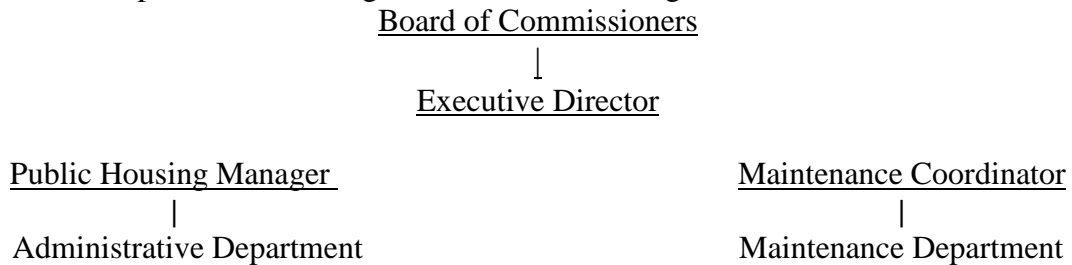 Board of Commissioners
|
Executive Director
Public Housing Manager Maintenance Coordinator
| |
Administrative Department Maintenance Department